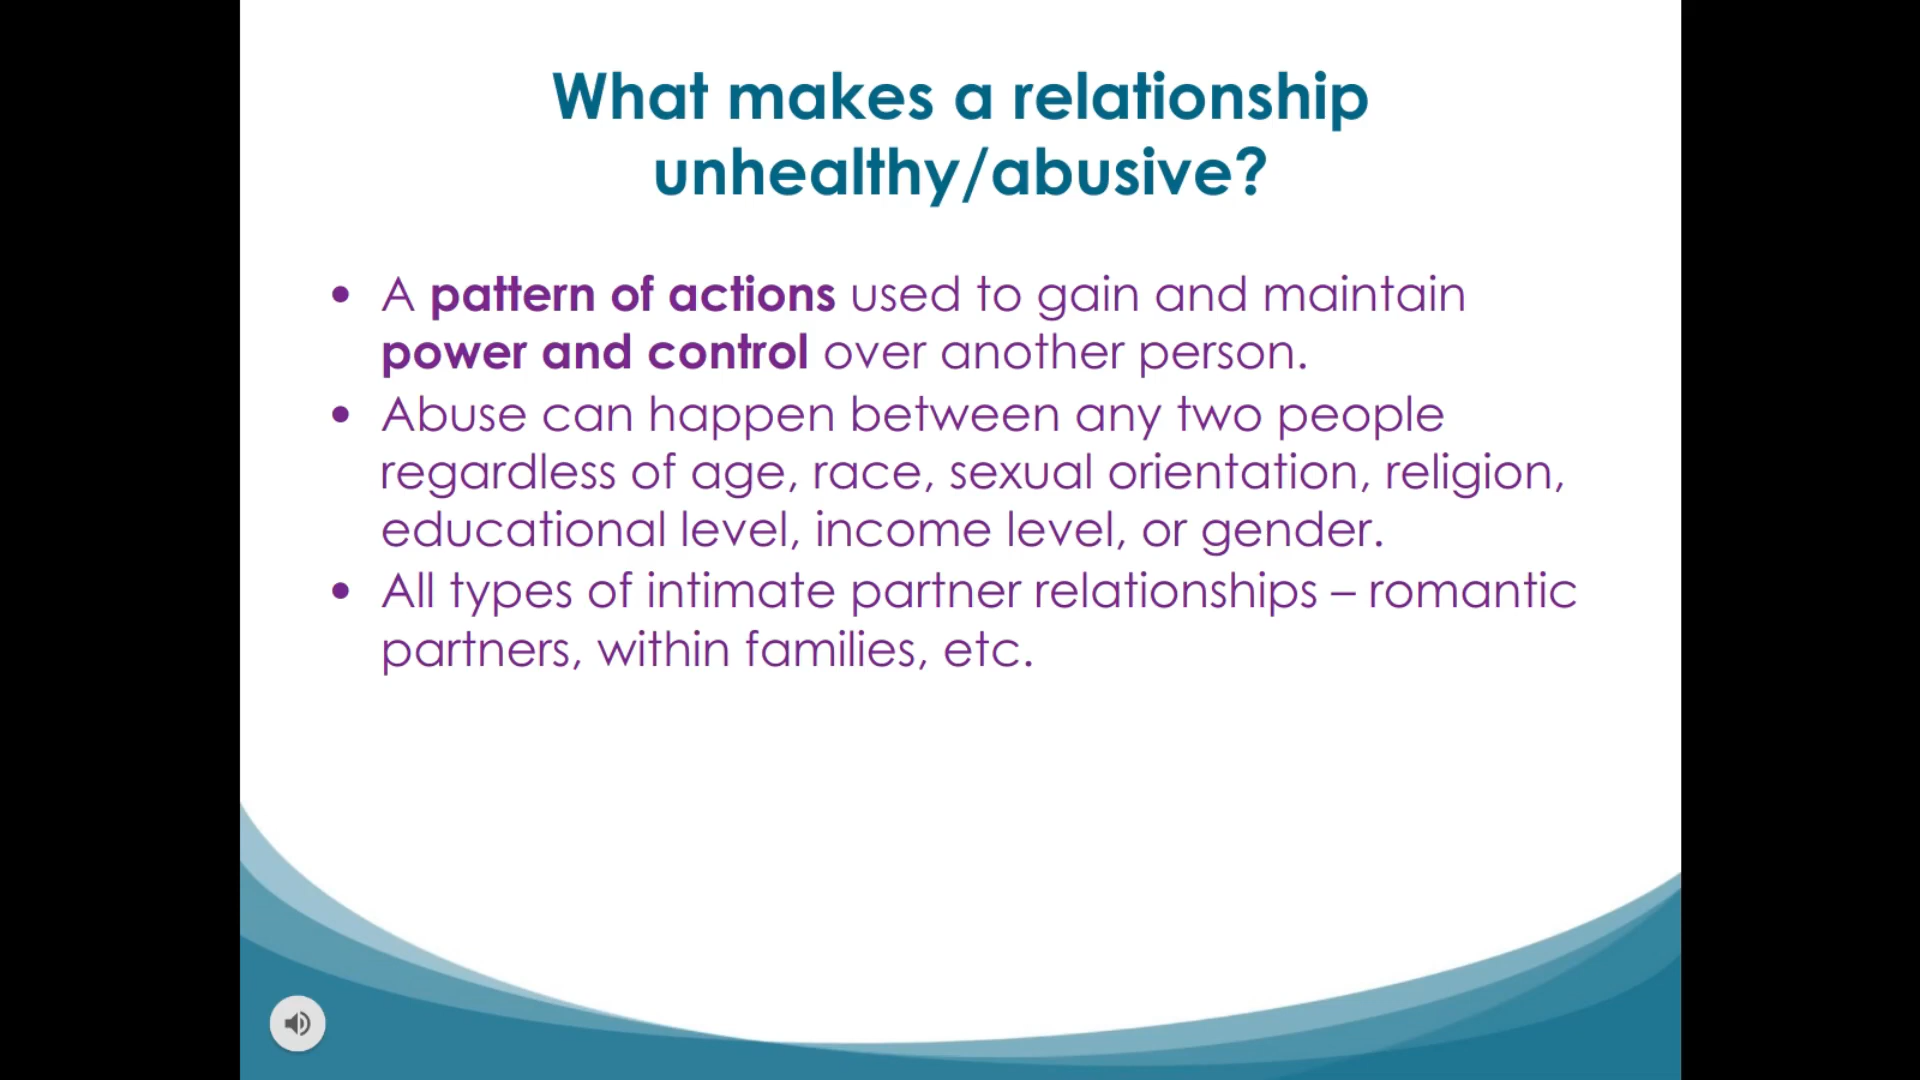 What makes a relationship
unhealthy/abusive?
• A pattern of actions used to gain and maintain
power and control over another person.
• Abuse can happen between any two people
regardless of age, race, sexual orientation, religion,
educational level, income level, or gender.
• All types of intimate partner relationships – romantic
partners, within families, etc.